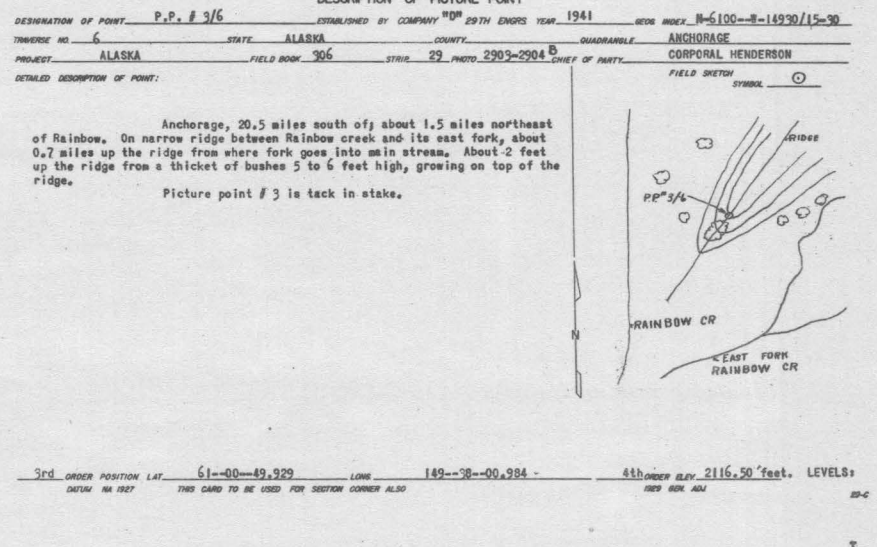 DESCRIPTION OF PICTURE POINT
DESIGNATION OF POINT P.P. # 3/6 ESTABLISHED BY COMPANY "D" 29TH ENGRS YEAR 1941 GEOG INDEX N-6100--W-14930/15-30
TRAVERSE NO. 6 STATE ALASKA COUNTY QUADRANGLE ANCHORAGE
PROJECT ALASKA FIELD BOOK 306 STRIP 29 PHOTO 2903-2904 B CHIEF OF PARTY CORPORAL HENDERSON
DETAILED DESCRIPTION OF POINT: FIELD SKETCH
SYMBOL
Anchorage, 20.5 miles south of; about 1.5 miles northeast
of Rainbow. On narrow ridge between Rainbow creek and its east fork, about
0.7 miles up the ridge from where fork goes into main stream. About 2 feet
up the ridge from a thicket of bushes 5 to 6 feet high, growing on top of the
ridge.
Picture point # 3 is tack in stake.
RIDGE
P.P.# 3/6
N
RAINBOW CR
EAST FORK
RAINBOW CR
3rd ORDER POSITION LAT 61--00--49.929 LONG 149--38--00.984 - 4th ORDER ELEV 2116.50 feet. LEVELS:
DATUM NA 1927 THIS CARD TO BE USED FOR SECTION CORNER ALSO 1929 GEN. ADJ